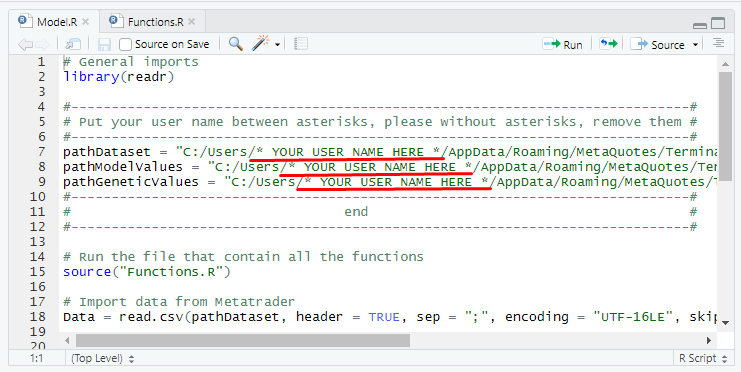 Model.R
Functions.R
Source on Save
Run
Source
1 # General imports
2 library(readr)
3
4 #------------------------------------------------------------------------------#
5 # Put your user name between asterisks, please without asterisks, remove them #
6 #------------------------------------------------------------------------------#
7 pathDataset = "C:/Users/* YOUR USER NAME HERE */AppData/Roaming/MetaQuotes/Termina
8 pathModelValues = "C:/Users/* YOUR USER NAME HERE */AppData/Roaming/MetaQuotes/Ter
9 pathGeneticValues = "C:/Users/* YOUR USER NAME HERE */AppData/Roaming/MetaQuotes/T
10 #------------------------------------------------------------------------------#
11 # end #
12 #------------------------------------------------------------------------------#
13
14 # Run the file that contain all the functions
15 source("Functions.R")
16
17 # Import data from Metatrader
18 Data = read.csv(pathDataset, header = TRUE, sep = ";", encoding = "UTF-16LE", skip
19
20
1:1 (Top Level) R Script